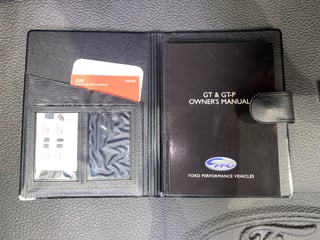 GT & GT-P
OWNER'S MANUAL
FPV
FORD PERFORMANCE VEHICLES